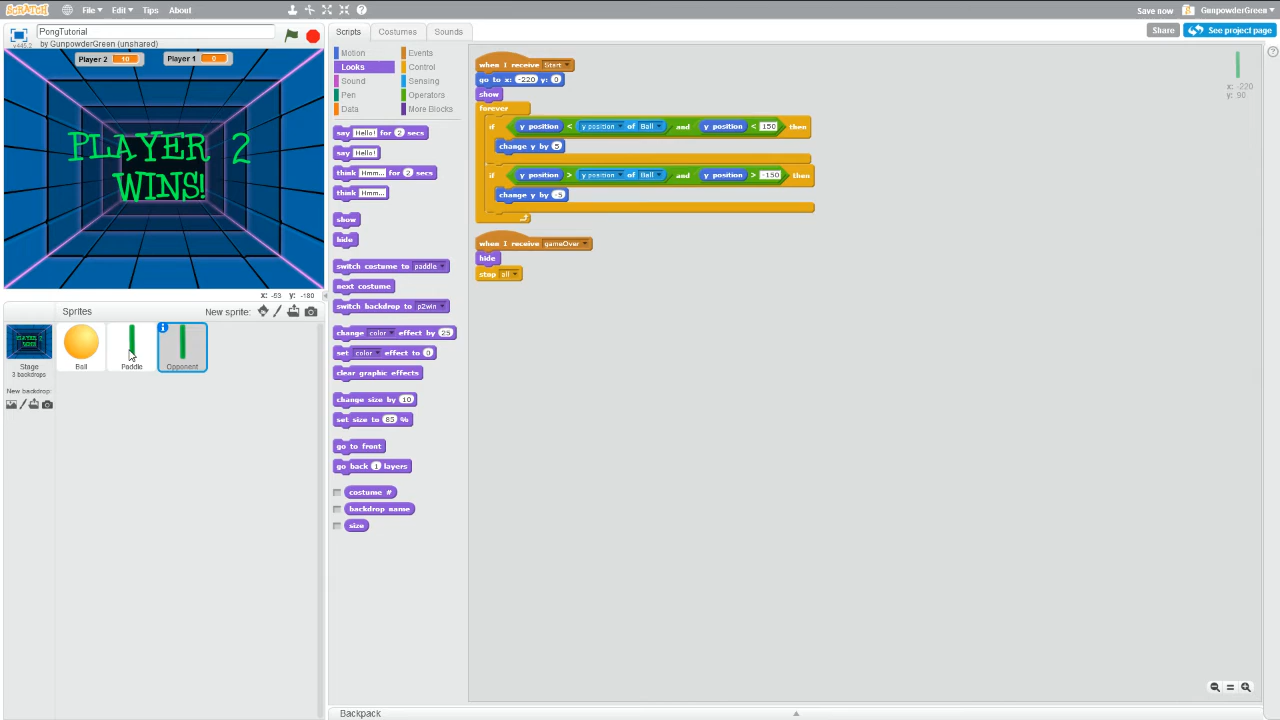 SCRATCH File Edit Tips About Save now GunpowderGreen
PongTutorial
by GunpowderGreen (unshared)
v445.2
Scripts Costumes Sounds
Share See project page
Player 2 10 Player 1 0
PLAYER 2
WINS!
Motion Events
Looks Control
Sound Sensing
Pen Operators
Data More Blocks
say Hello! for 2 secs
say Hello!
think Hmm... for 2 secs
think Hmm...
show
hide
switch costume to paddle
next costume
switch backdrop to p2win
change color effect by 25
set color effect to 0
clear graphic effects
change size by 10
set size to 85 %
go to front
go back 1 layers
costume #
backdrop name
size
when I receive Start
go to x: -220 y: 0
show
forever
if y position < y position of Ball and y position < 150 then
change y by 5
if y position > y position of Ball and y position > -150 then
change y by -5
when I receive gameOver
hide
stop all
x: -220
y: 90
x: -53 y: -180
Sprites New sprite:
PLAYER 2
WINS
Stage
3 backdrops
New backdrop:
Ball Paddle Opponent
Backpack